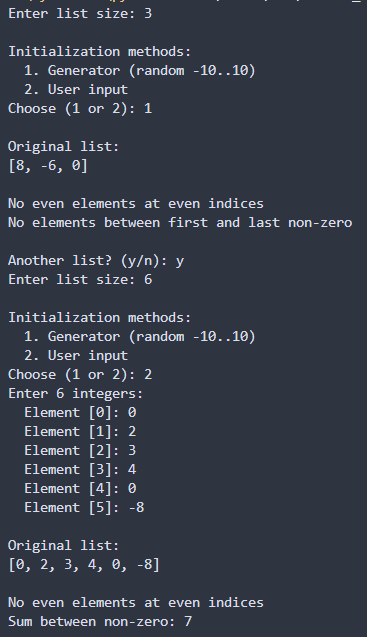 Enter list size: 3
Initialization methods:
1. Generator (random -10..10)
2. User input
Choose (1 or 2): 1
Original list:
[8, -6, 0]
No even elements at even indices
No elements between first and last non-zero
Another list? (y/n): y
Enter list size: 6
Initialization methods:
1. Generator (random -10..10)
2. User input
Choose (1 or 2): 2
Enter 6 integers:
Element [0]: 0
Element [1]: 2
Element [2]: 3
Element [3]: 4
Element [4]: 0
Element [5]: -8
Original list:
[0, 2, 3, 4, 0, -8]
No even elements at even indices
Sum between non-zero: 7